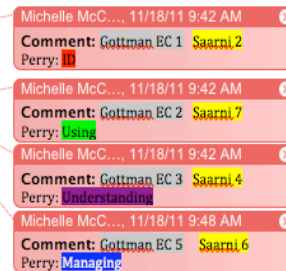 Michelle McC..., 11/18/11 9:42 AM
Comment: Gottman EC 1 Saarni 2
Perry: ID
Michelle McC..., 11/18/11 9:42 AM
Comment: Gottman EC 2 Saarni 7
Perry: Using
Michelle McC..., 11/18/11 9:42 AM
Comment: Gottman EC 3 Saarni 4
Perry: Understanding
Michelle McC..., 11/18/11 9:48 AM
Comment: Gottman EC 5 Saarni 6
Perry: Managing